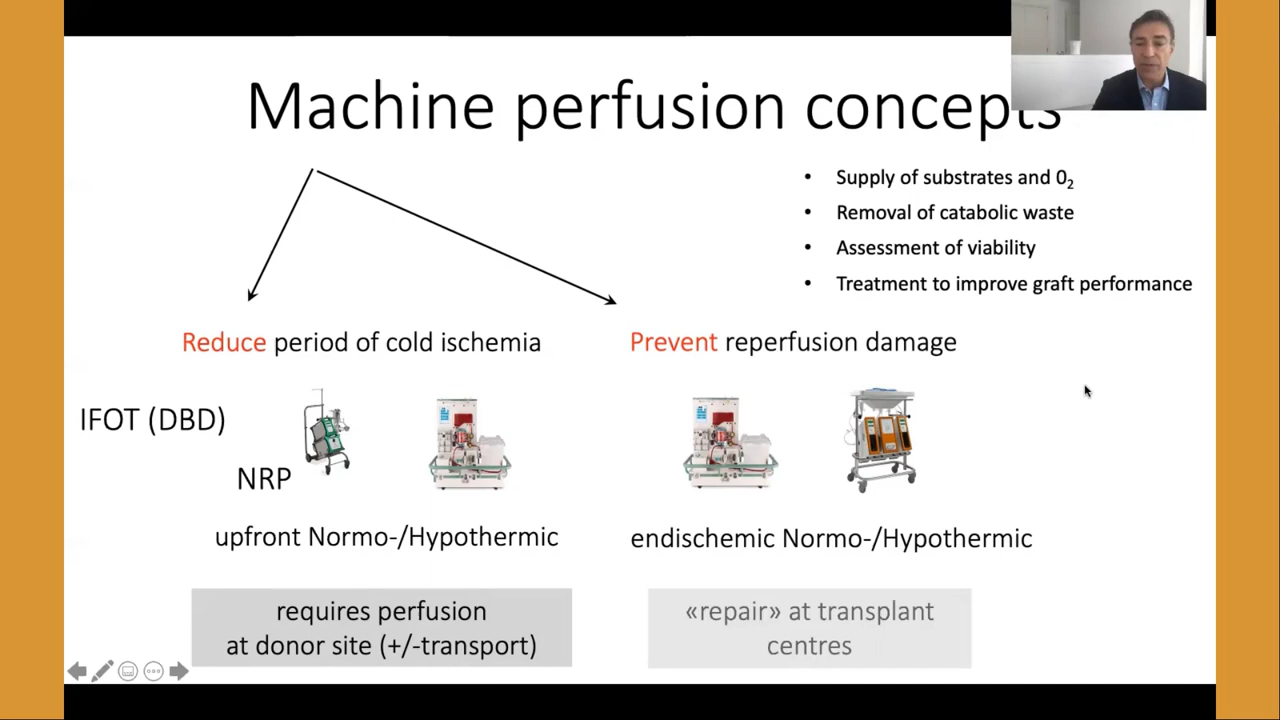 Machine perfusion concepts
• Supply of substrates and 0₂
• Removal of catabolic waste
• Assessment of viability
• Treatment to improve graft performance
Reduce period of cold ischemia
Prevent reperfusion damage
IFOT (DBD)
NRP
upfront Normo-/Hypothermic
endischemic Normo-/Hypothermic
requires perfusion
at donor site (+/-transport)
«repair» at transplant
centres